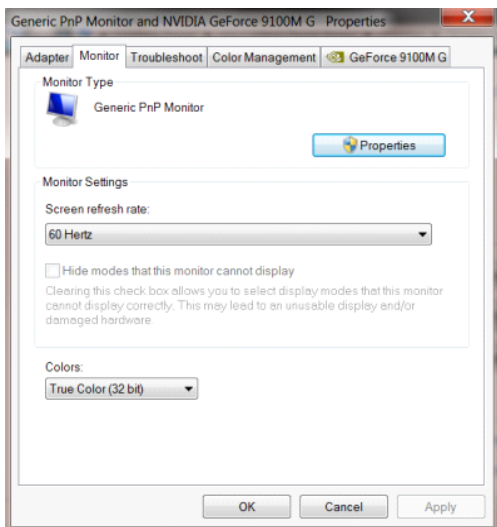 Generic PnP Monitor and NVIDIA GeForce 9100M G Properties
Adapter Monitor Troubleshoot Color Management GeForce 9100M G
Monitor Type
Generic PnP Monitor
Properties
Monitor Settings
Screen refresh rate:
60 Hertz
Hide modes that this monitor cannot display
Clearing this check box allows you to select display modes that this monitor
cannot display correctly. This may lead to an unusable display and/or
damaged hardware.
Colors:
True Color (32 bit)
OK Cancel Apply